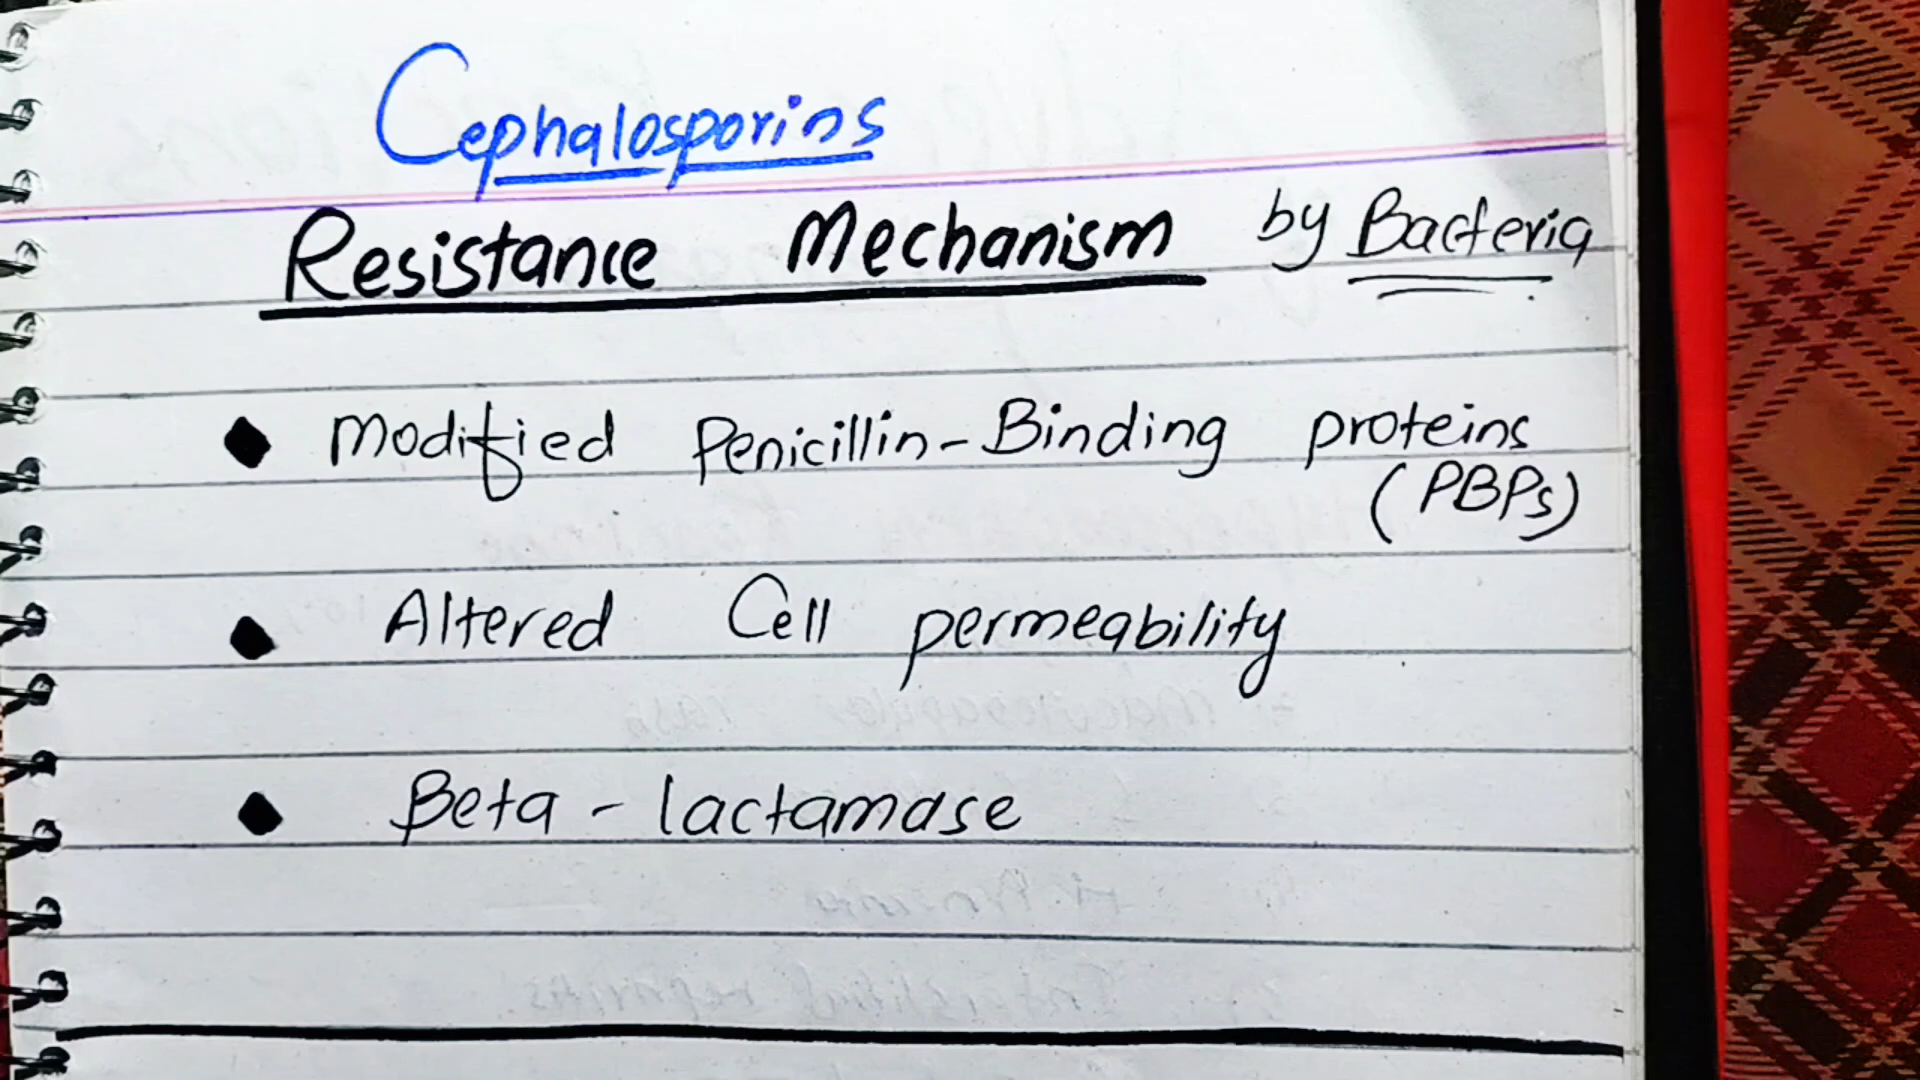 Cephalosporins
Resistance Mechanism by Bacteria
Modified Penicillin-Binding proteins
(PBPs)
Altered Cell permeability
Beta-lactamase